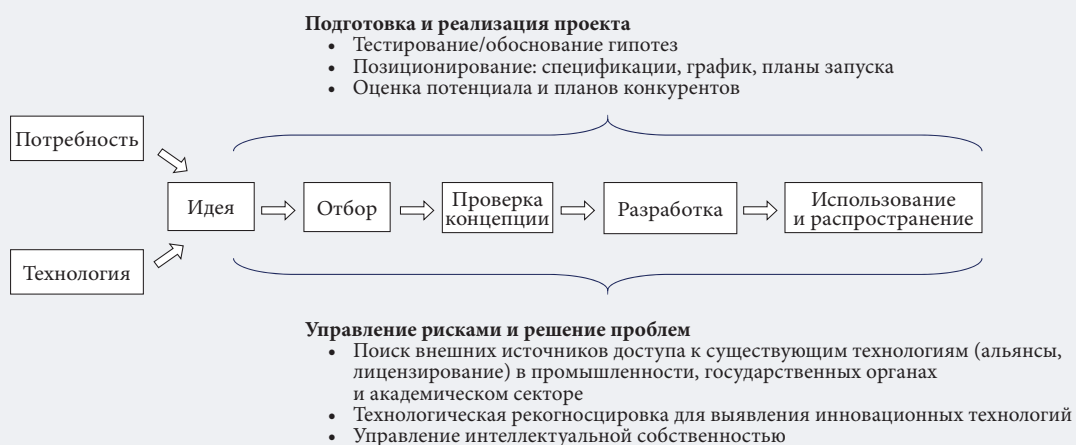 Подготовка и реализация проекта
• Тестирование/обоснование гипотез
• Позиционирование: спецификации, график, планы запуска
• Оценка потенциала и планов конкурентов
Потребность
Технология
Идея
Отбор
Проверка
концепции
Разработка
Использование
и распространение
Управление рисками и решение проблем
• Поиск внешних источников доступа к существующим технологиям (альянсы,
лицензирование) в промышленности, государственных органах
и академическом секторе
• Технологическая рекогносцировка для выявления инновационных технологий
• Управление интеллектуальной собственностью